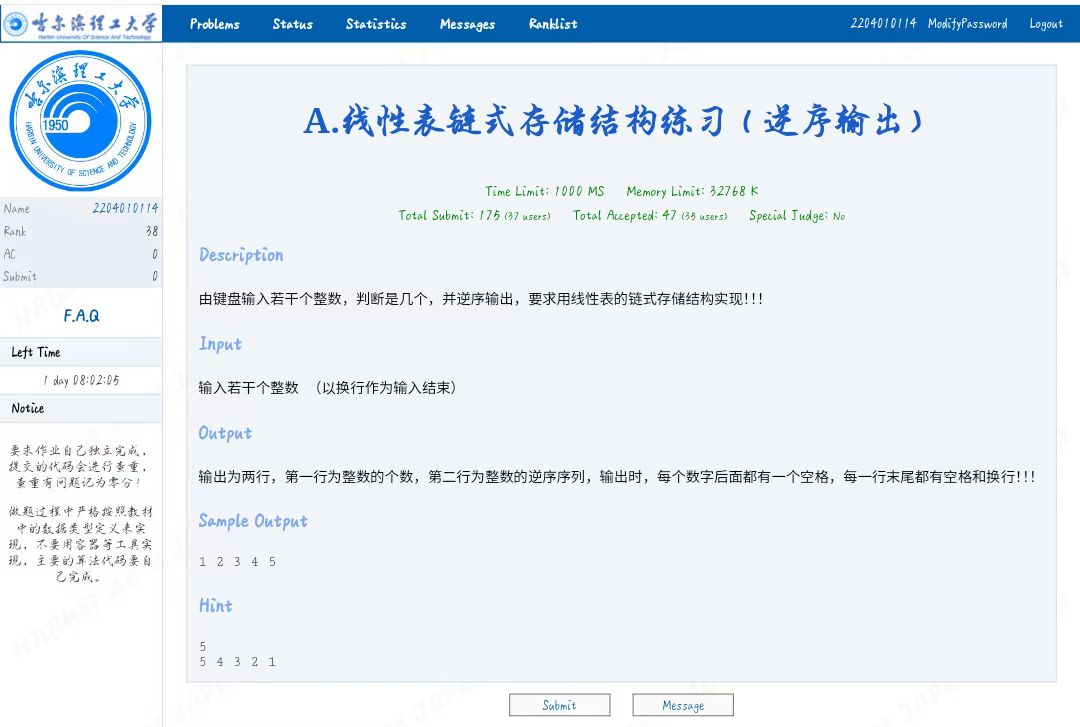 哈尔滨理工大学
Harbin University Of Science And Technology
Problems Status Statistics Messages Ranklist 2204010114 ModifyPassword Logout
哈尔滨理工大学
1950
HARBIN UNIVERSITY OF SCIENCE AND TECHNOLOGY
Name 2204010114
Rank 38
AC 0
Submit 0
F.A.Q
Left Time
1 day 08:02:05
Notice
要求作业自己独立完成，
提交的代码会进行查重，
查重有问题记为零分！
做题过程中严格按照教材
中的数据类型定义来实
现，不要用容器等工具实
现，主要的算法代码要自
己完成。
A.线性表链式存储结构练习（逆序输出）
Time Limit: 1000 MS Memory Limit: 32768 K
Total Submit: 175 (37 users) Total Accepted: 47 (35 users) Special Judge: No
Description
由键盘输入若干个整数，判断是几个，并逆序输出，要求用线性表的链式存储结构实现!!!
Input
输入若干个整数 （以换行作为输入结束）
Output
输出为两行，第一行为整数的个数，第二行为整数的逆序序列，输出时，每个数字后面都有一个空格，每一行末尾都有空格和换行!!!
Sample Output
1 2 3 4 5
Hint
5
5 4 3 2 1
Submit Message